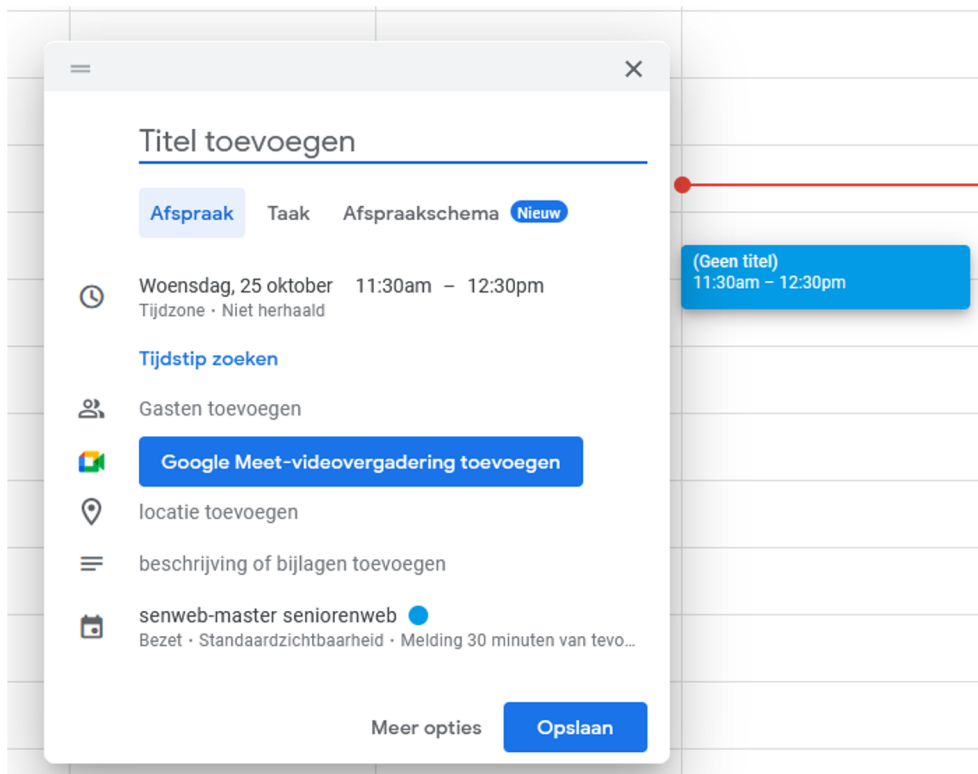 Titel toevoegen
Afspraak Taak Afspraakschema Nieuw
Woensdag, 25 oktober 11:30am – 12:30pm
Tijdzone · Niet herhaald
Tijdstip zoeken
Gasten toevoegen
Google Meet-videovergadering toevoegen
locatie toevoegen
beschrijving of bijlagen toevoegen
senweb-master seniorenweb
Bezet · Standaardzichtbaarheid · Melding 30 minuten van tevo...
Meer opties Opslaan
(Geen titel)
11:30am – 12:30pm